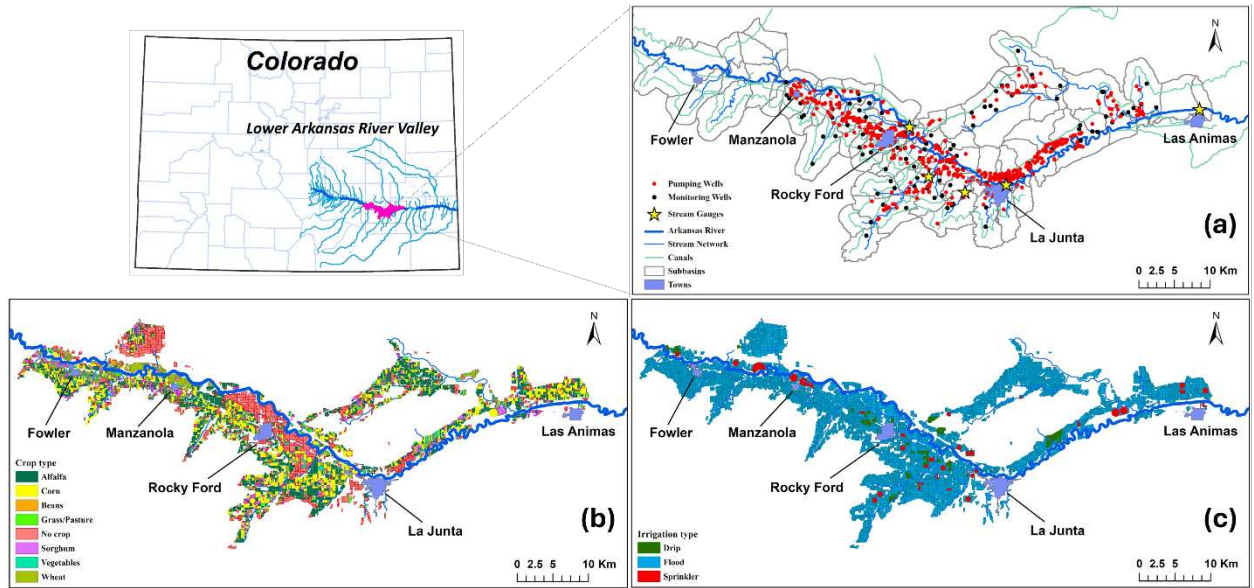 Colorado
Lower Arkansas River Valley
N
Fowler
Manzanola
Rocky Ford
Las Animas
La Junta
Pumping Wells
Monitoring Wells
Stream Gauges
Arkansas River
Stream Network
Canals
Subbasins
Towns
(a)
0 2.5 5 10 Km
N
Fowler
Manzanola
Las Animas
Rocky Ford
La Junta
Crop type
Alfalfa
Corn
Beans
Grass/Pasture
No crop
Sorghum
Vegetables
Wheat
(b)
0 2.5 5 10 Km
N
Fowler
Manzanola
Las Animas
Rocky Ford
La Junta
Irrigation type
Drip
Flood
Sprinkler
(c)
0 2.5 5 10 Km